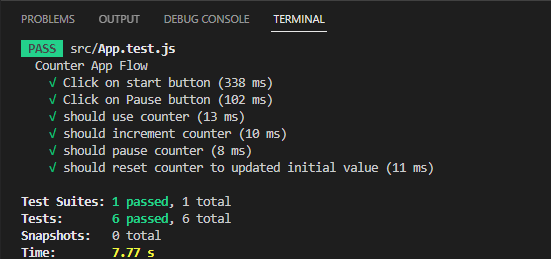 PROBLEMS OUTPUT DEBUG CONSOLE TERMINAL
PASS src/App.test.js
Counter App Flow
√ Click on start button (338 ms)
√ Click on Pause button (102 ms)
√ should use counter (13 ms)
√ should increment counter (10 ms)
√ should pause counter (8 ms)
√ should reset counter to updated initial value (11 ms)
Test Suites: 1 passed, 1 total
Tests: 6 passed, 6 total
Snapshots: 0 total
Time: 7.77 s